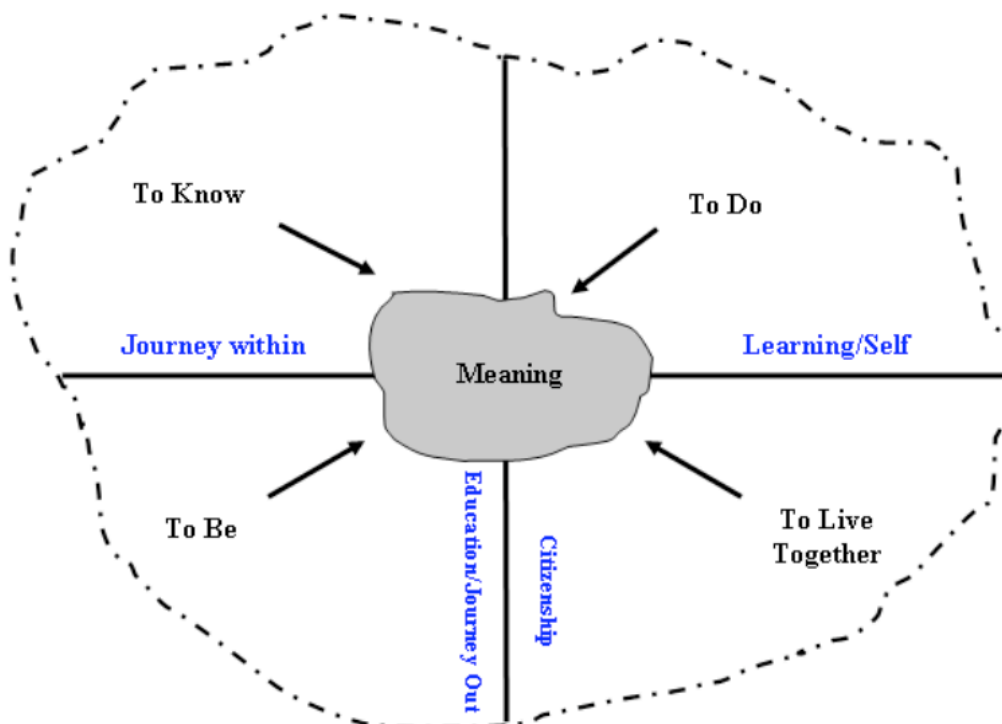 To Know
To Do
Journey within
Learning/Self
Meaning
To Be
To Live
Together
Education/Journey Out
Citizenship